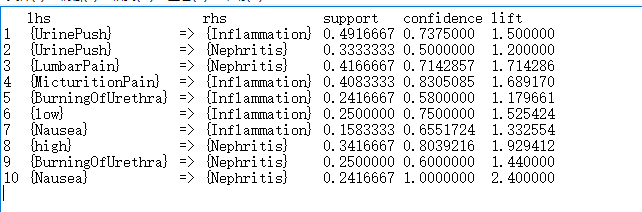 lhs rhs support confidence lift
1 {UrinePush} => {Inflammation} 0.4916667 0.7375000 1.500000
2 {UrinePush} => {Nephritis} 0.3333333 0.5000000 1.200000
3 {LumbarPain} => {Nephritis} 0.4166667 0.7142857 1.714286
4 {MicturitionPain} => {Inflammation} 0.4083333 0.8305085 1.689170
5 {BurningOfUrethra} => {Inflammation} 0.2416667 0.5800000 1.179661
6 {low} => {Inflammation} 0.2500000 0.7500000 1.525424
7 {Nausea} => {Inflammation} 0.1583333 0.6551724 1.332554
8 {high} => {Nephritis} 0.3416667 0.8039216 1.929412
9 {BurningOfUrethra} => {Nephritis} 0.2500000 0.6000000 1.440000
10 {Nausea} => {Nephritis} 0.2416667 1.0000000 2.400000